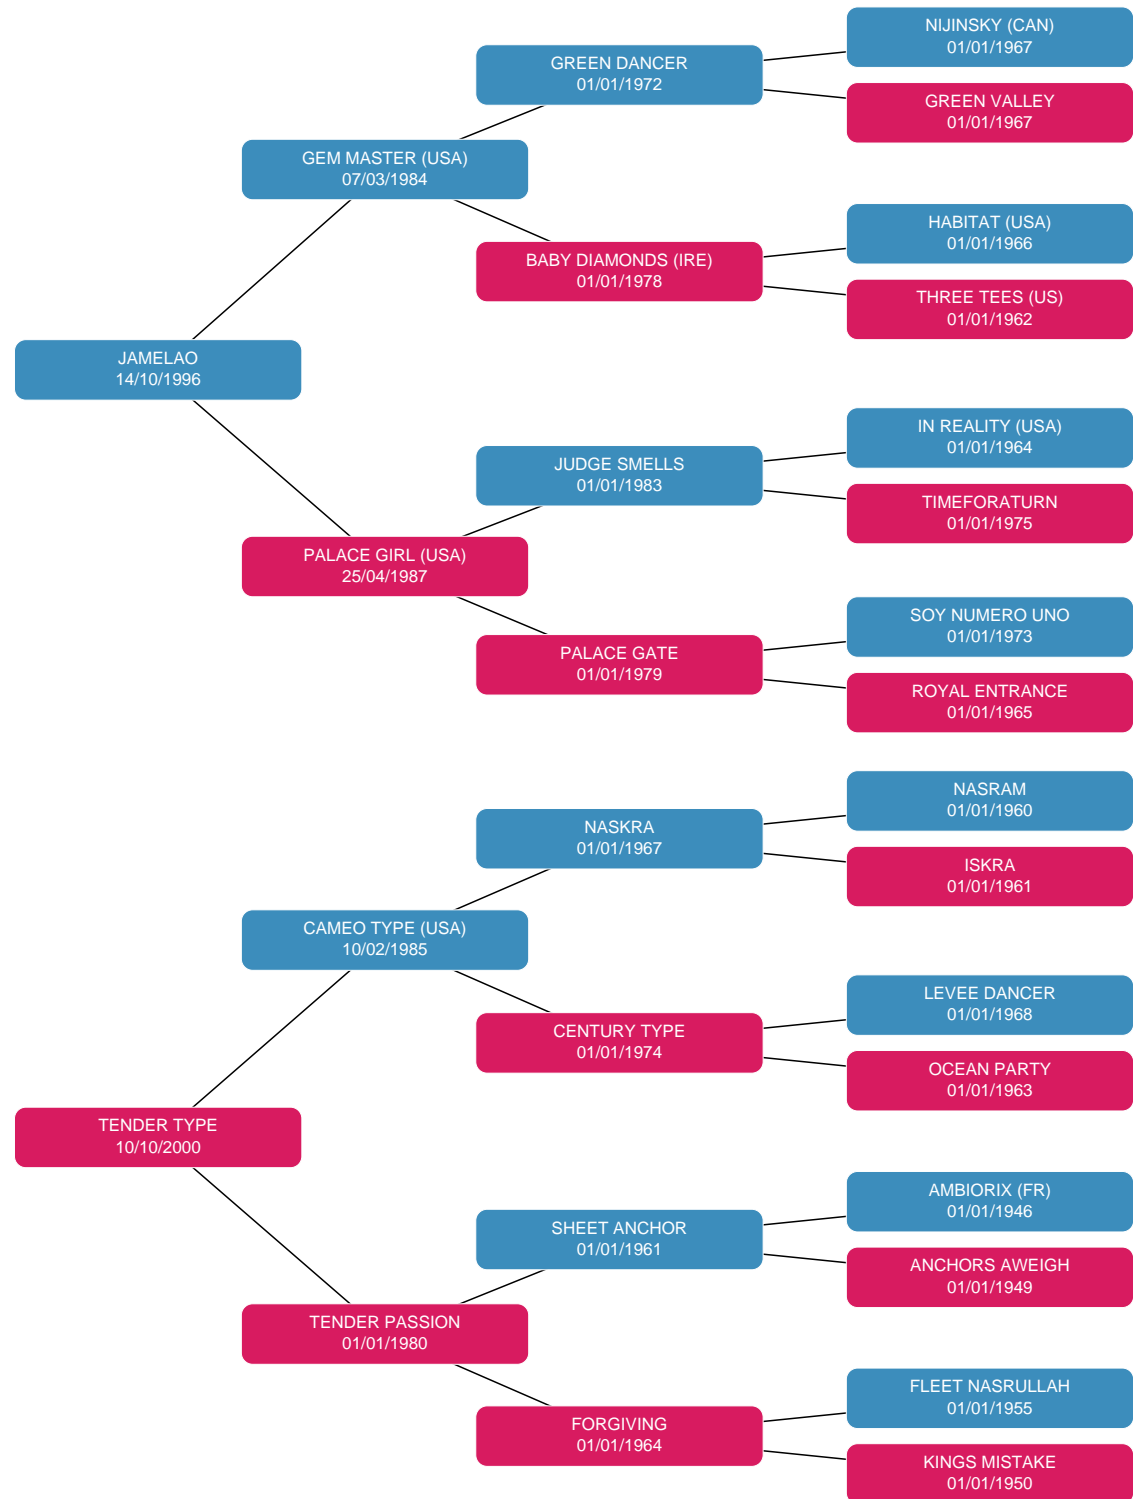 NIJINSKY (CAN)
01/01/1967
GREEN DANCER
01/01/1972
GREEN VALLEY
01/01/1967
GEM MASTER (USA)
07/03/1984
HABITAT (USA)
01/01/1966
BABY DIAMONDS (IRE)
01/01/1978
THREE TEES (US)
01/01/1962
JAMELAO
14/10/1996
IN REALITY (USA)
01/01/1964
JUDGE SMELLS
01/01/1983
TIMEFORATURN
01/01/1975
PALACE GIRL (USA)
25/04/1987
SOY NUMERO UNO
01/01/1973
PALACE GATE
01/01/1979
ROYAL ENTRANCE
01/01/1965
NASRAM
01/01/1960
NASKRA
01/01/1967
ISKRA
01/01/1961
CAMEO TYPE (USA)
10/02/1985
LEVEE DANCER
01/01/1968
CENTURY TYPE
01/01/1974
OCEAN PARTY
01/01/1963
TENDER TYPE
10/10/2000
AMBIORIX (FR)
01/01/1946
SHEET ANCHOR
01/01/1961
ANCHORS AWEIGH
01/01/1949
TENDER PASSION
01/01/1980
FLEET NASRULLAH
01/01/1955
FORGIVING
01/01/1964
KINGS MISTAKE
01/01/1950